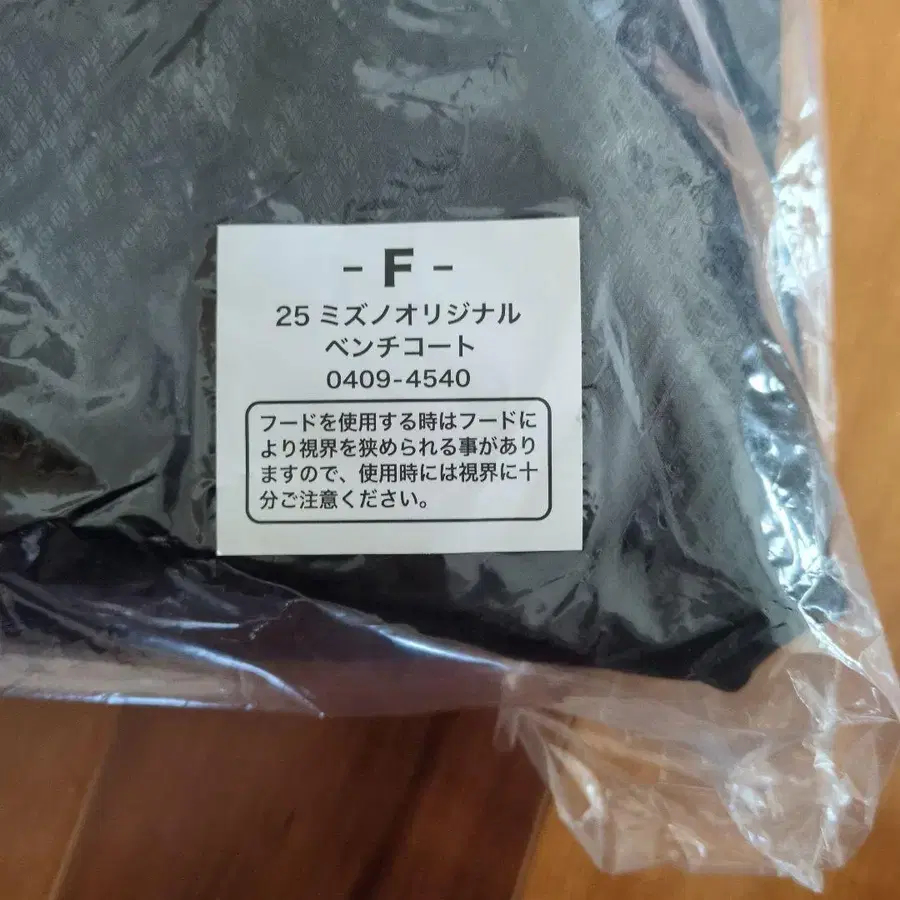 - F -
25 ミズノオリジナル
ベンチコート
0409-4540
フードを使用する時はフードに
より視界を狭められる事があり
ますので、使用時には視界に十
分ご注意ください。